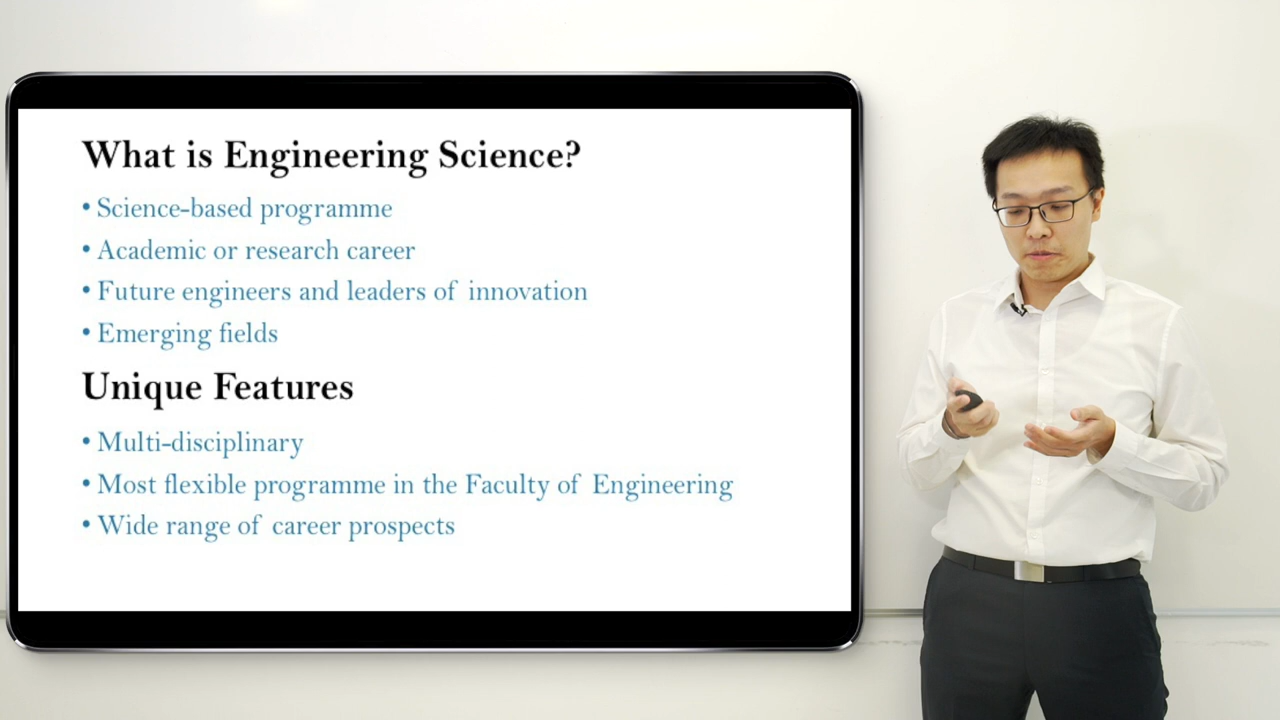 What is Engineering Science?
• Science-based programme
• Academic or research career
• Future engineers and leaders of innovation
• Emerging fields
Unique Features
• Multi-disciplinary
• Most flexible programme in the Faculty of Engineering
• Wide range of career prospects